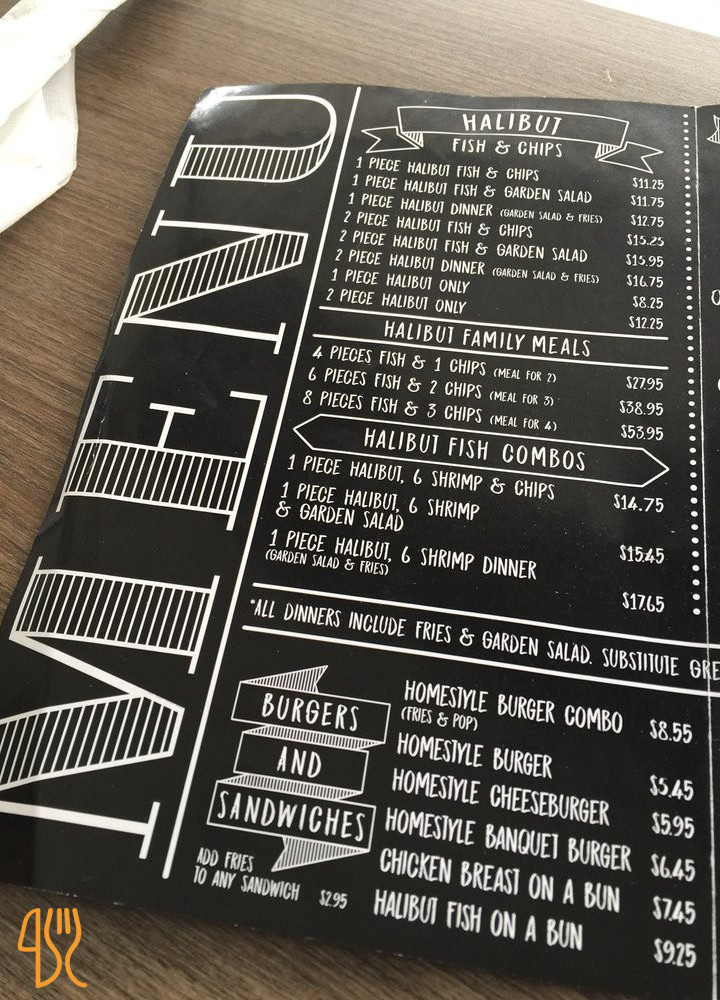 MENU
HALIBUT
FISH & CHIPS
1 PIECE HALIBUT FISH & CHIPS $11.25
1 PIECE HALIBUT FISH & GARDEN SALAD $11.75
1 PIECE HALIBUT DINNER (GARDEN SALAD & FRIES) $12.75
2 PIECE HALIBUT FISH & CHIPS $15.25
2 PIECE HALIBUT FISH & GARDEN SALAD $15.95
2 PIECE HALIBUT DINNER (GARDEN SALAD & FRIES) $16.75
1 PIECE HALIBUT ONLY $8.25
2 PIECE HALIBUT ONLY $12.25
HALIBUT FAMILY MEALS
4 PIECES FISH & 1 CHIPS (MEAL FOR 2) $27.95
6 PIECES FISH & 2 CHIPS (MEAL FOR 3) $38.95
8 PIECES FISH & 3 CHIPS (MEAL FOR 4) $53.95
HALIBUT FISH COMBOS
1 PIECE HALIBUT, 6 SHRIMP & CHIPS $14.75
1 PIECE HALIBUT, 6 SHRIMP
& GARDEN SALAD $15.45
1 PIECE HALIBUT, 6 SHRIMP DINNER
(GARDEN SALAD & FRIES) $17.65
*ALL DINNERS INCLUDE FRIES & GARDEN SALAD. SUBSTITUTE GRE
BURGERS
AND
SANDWICHES
ADD FRIES
TO ANY SANDWICH $2.95
HOMESTYLE BURGER COMBO $8.55
(FRIES & POP)
HOMESTYLE BURGER $5.45
HOMESTYLE CHEESEBURGER $5.95
HOMESTYLE BANQUET BURGER $6.45
CHICKEN BREAST ON A BUN $7.45
HALIBUT FISH ON A BUN $9.25